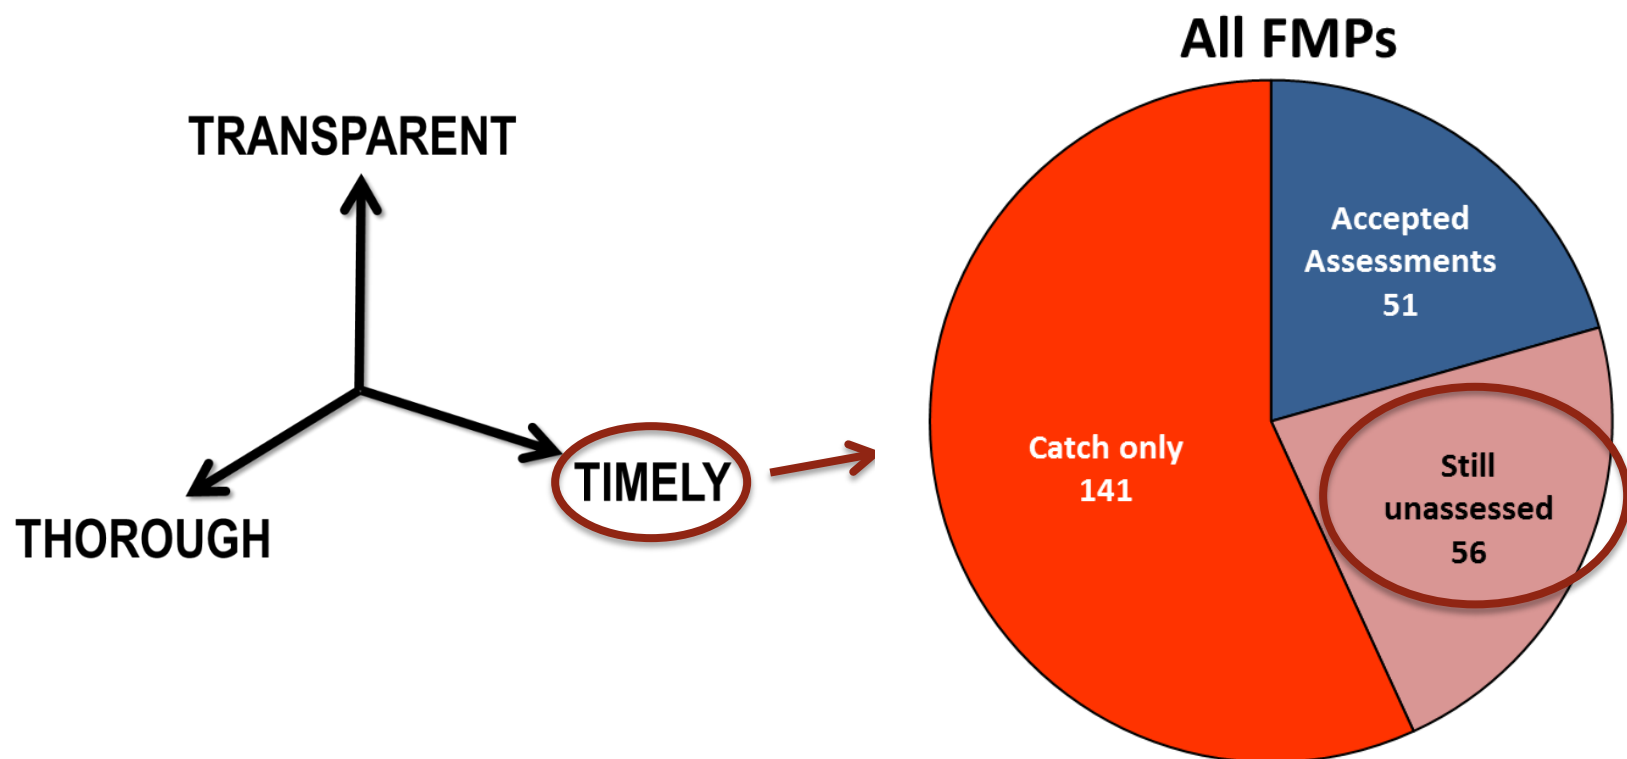 TRANSPARENT
THOROUGH
TIMELY
All FMPs
Accepted
Assessments
51
Catch only
141
Still
unassessed
56